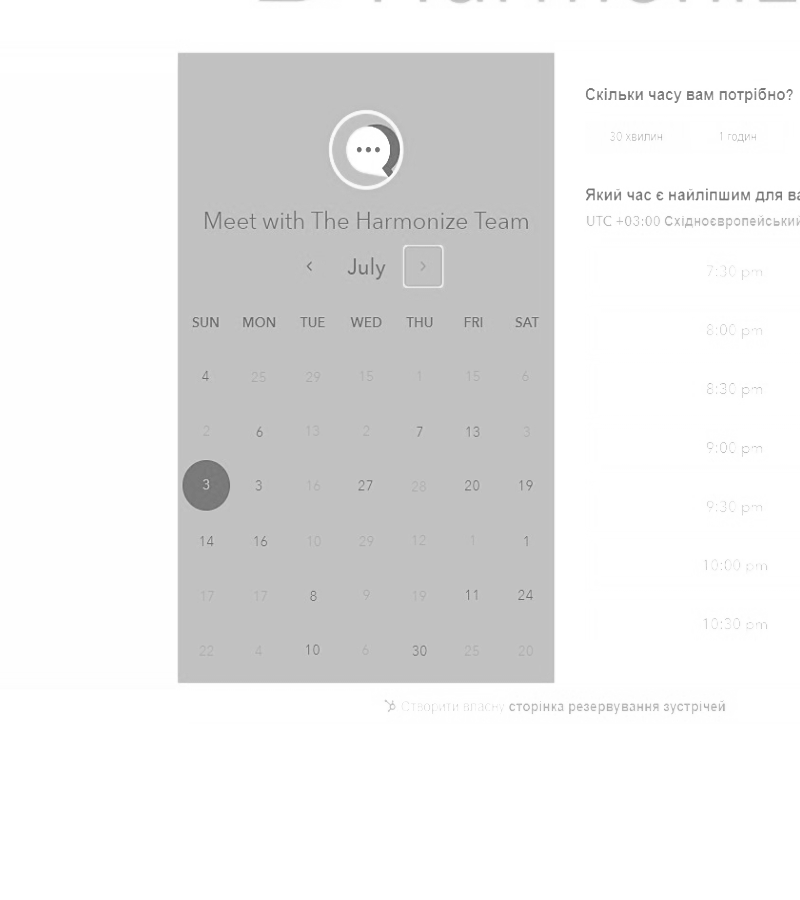 Meet with The Harmonize Team
July
SUN MON TUE WED THU FRI SAT
4 25 29 15 1 15 6
2 6 13 2 7 13 3
3 3 16 27 28 20 19
14 16 10 29 12 1 1
17 17 8 9 19 11 24
22 4 10 6 30 25 20
Скільки часу вам потрібно?
30 хвилин 1 годин
Який час є найліпшим для
UTC +03:00 Східноєвропейський
7:30 pm
8:00 pm
8:30 pm
9:00 pm
9:30 pm
10:00 pm
10:30 pm
Створити власну сторінка резервування зустрічей